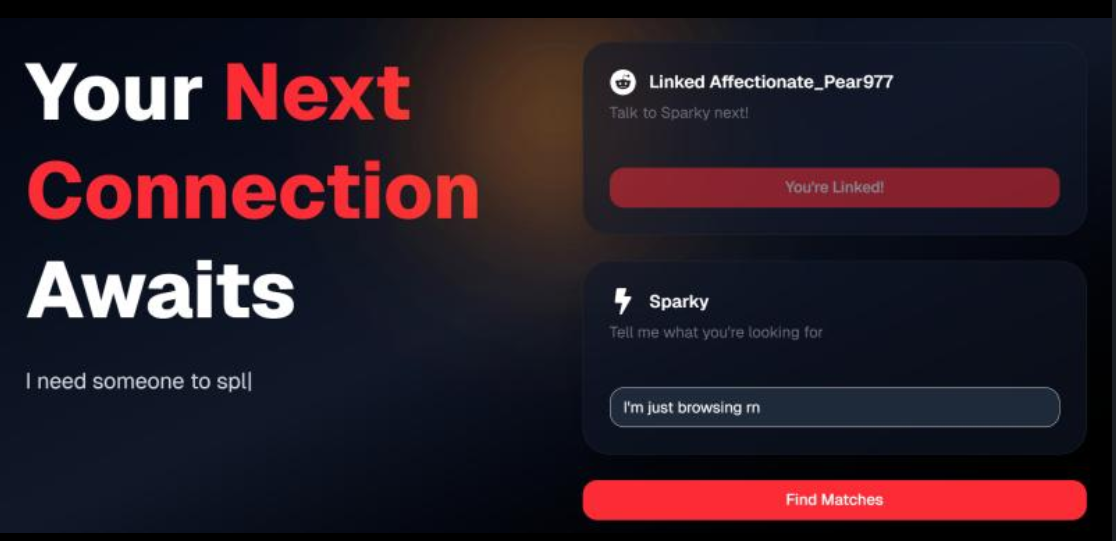 Your Next
Connection
Awaits
I need someone to spl|
Linked Affectionate_Pear977
Talk to Sparky next!
You're Linked!
Sparky
Tell me what you're looking for
I'm just browsing rn
Find Matches